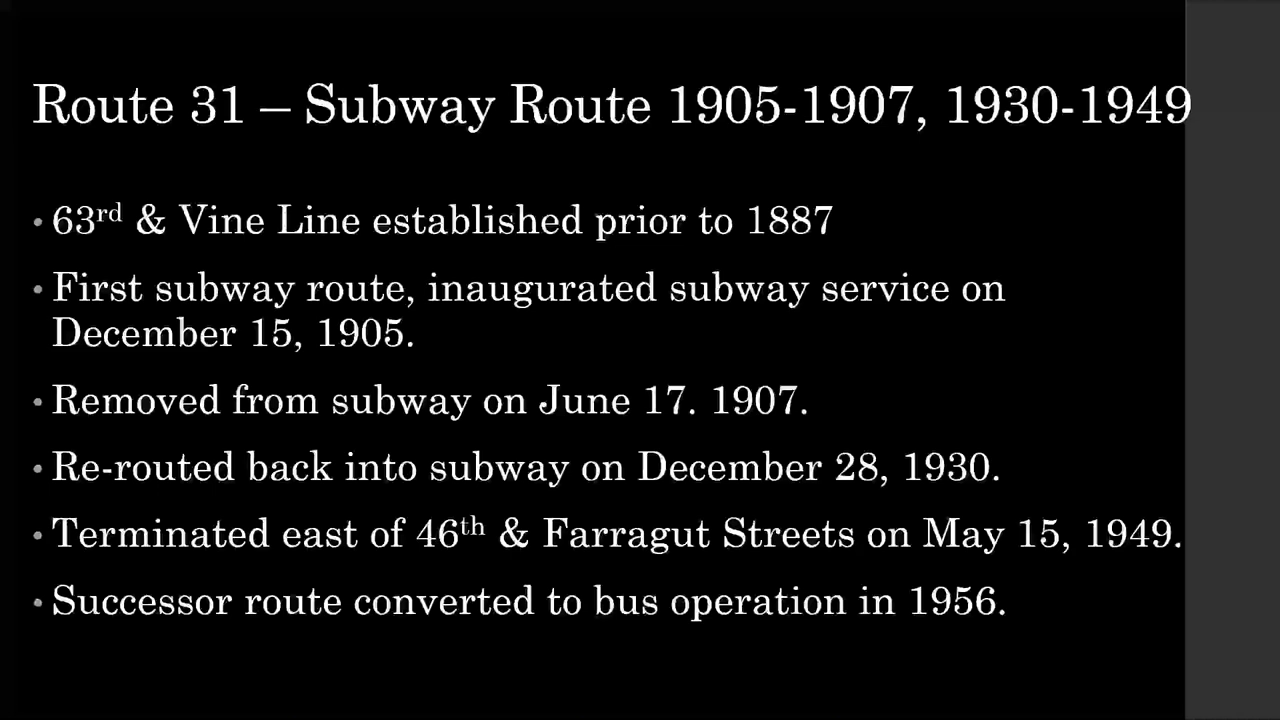 Route 31 – Subway Route 1905-1907, 1930-1949
• 63rd & Vine Line established prior to 1887
• First subway route, inaugurated subway service on
December 15, 1905.
• Removed from subway on June 17. 1907.
• Re-routed back into subway on December 28, 1930.
• Terminated east of 46th & Farragut Streets on May 15, 1949.
• Successor route converted to bus operation in 1956.